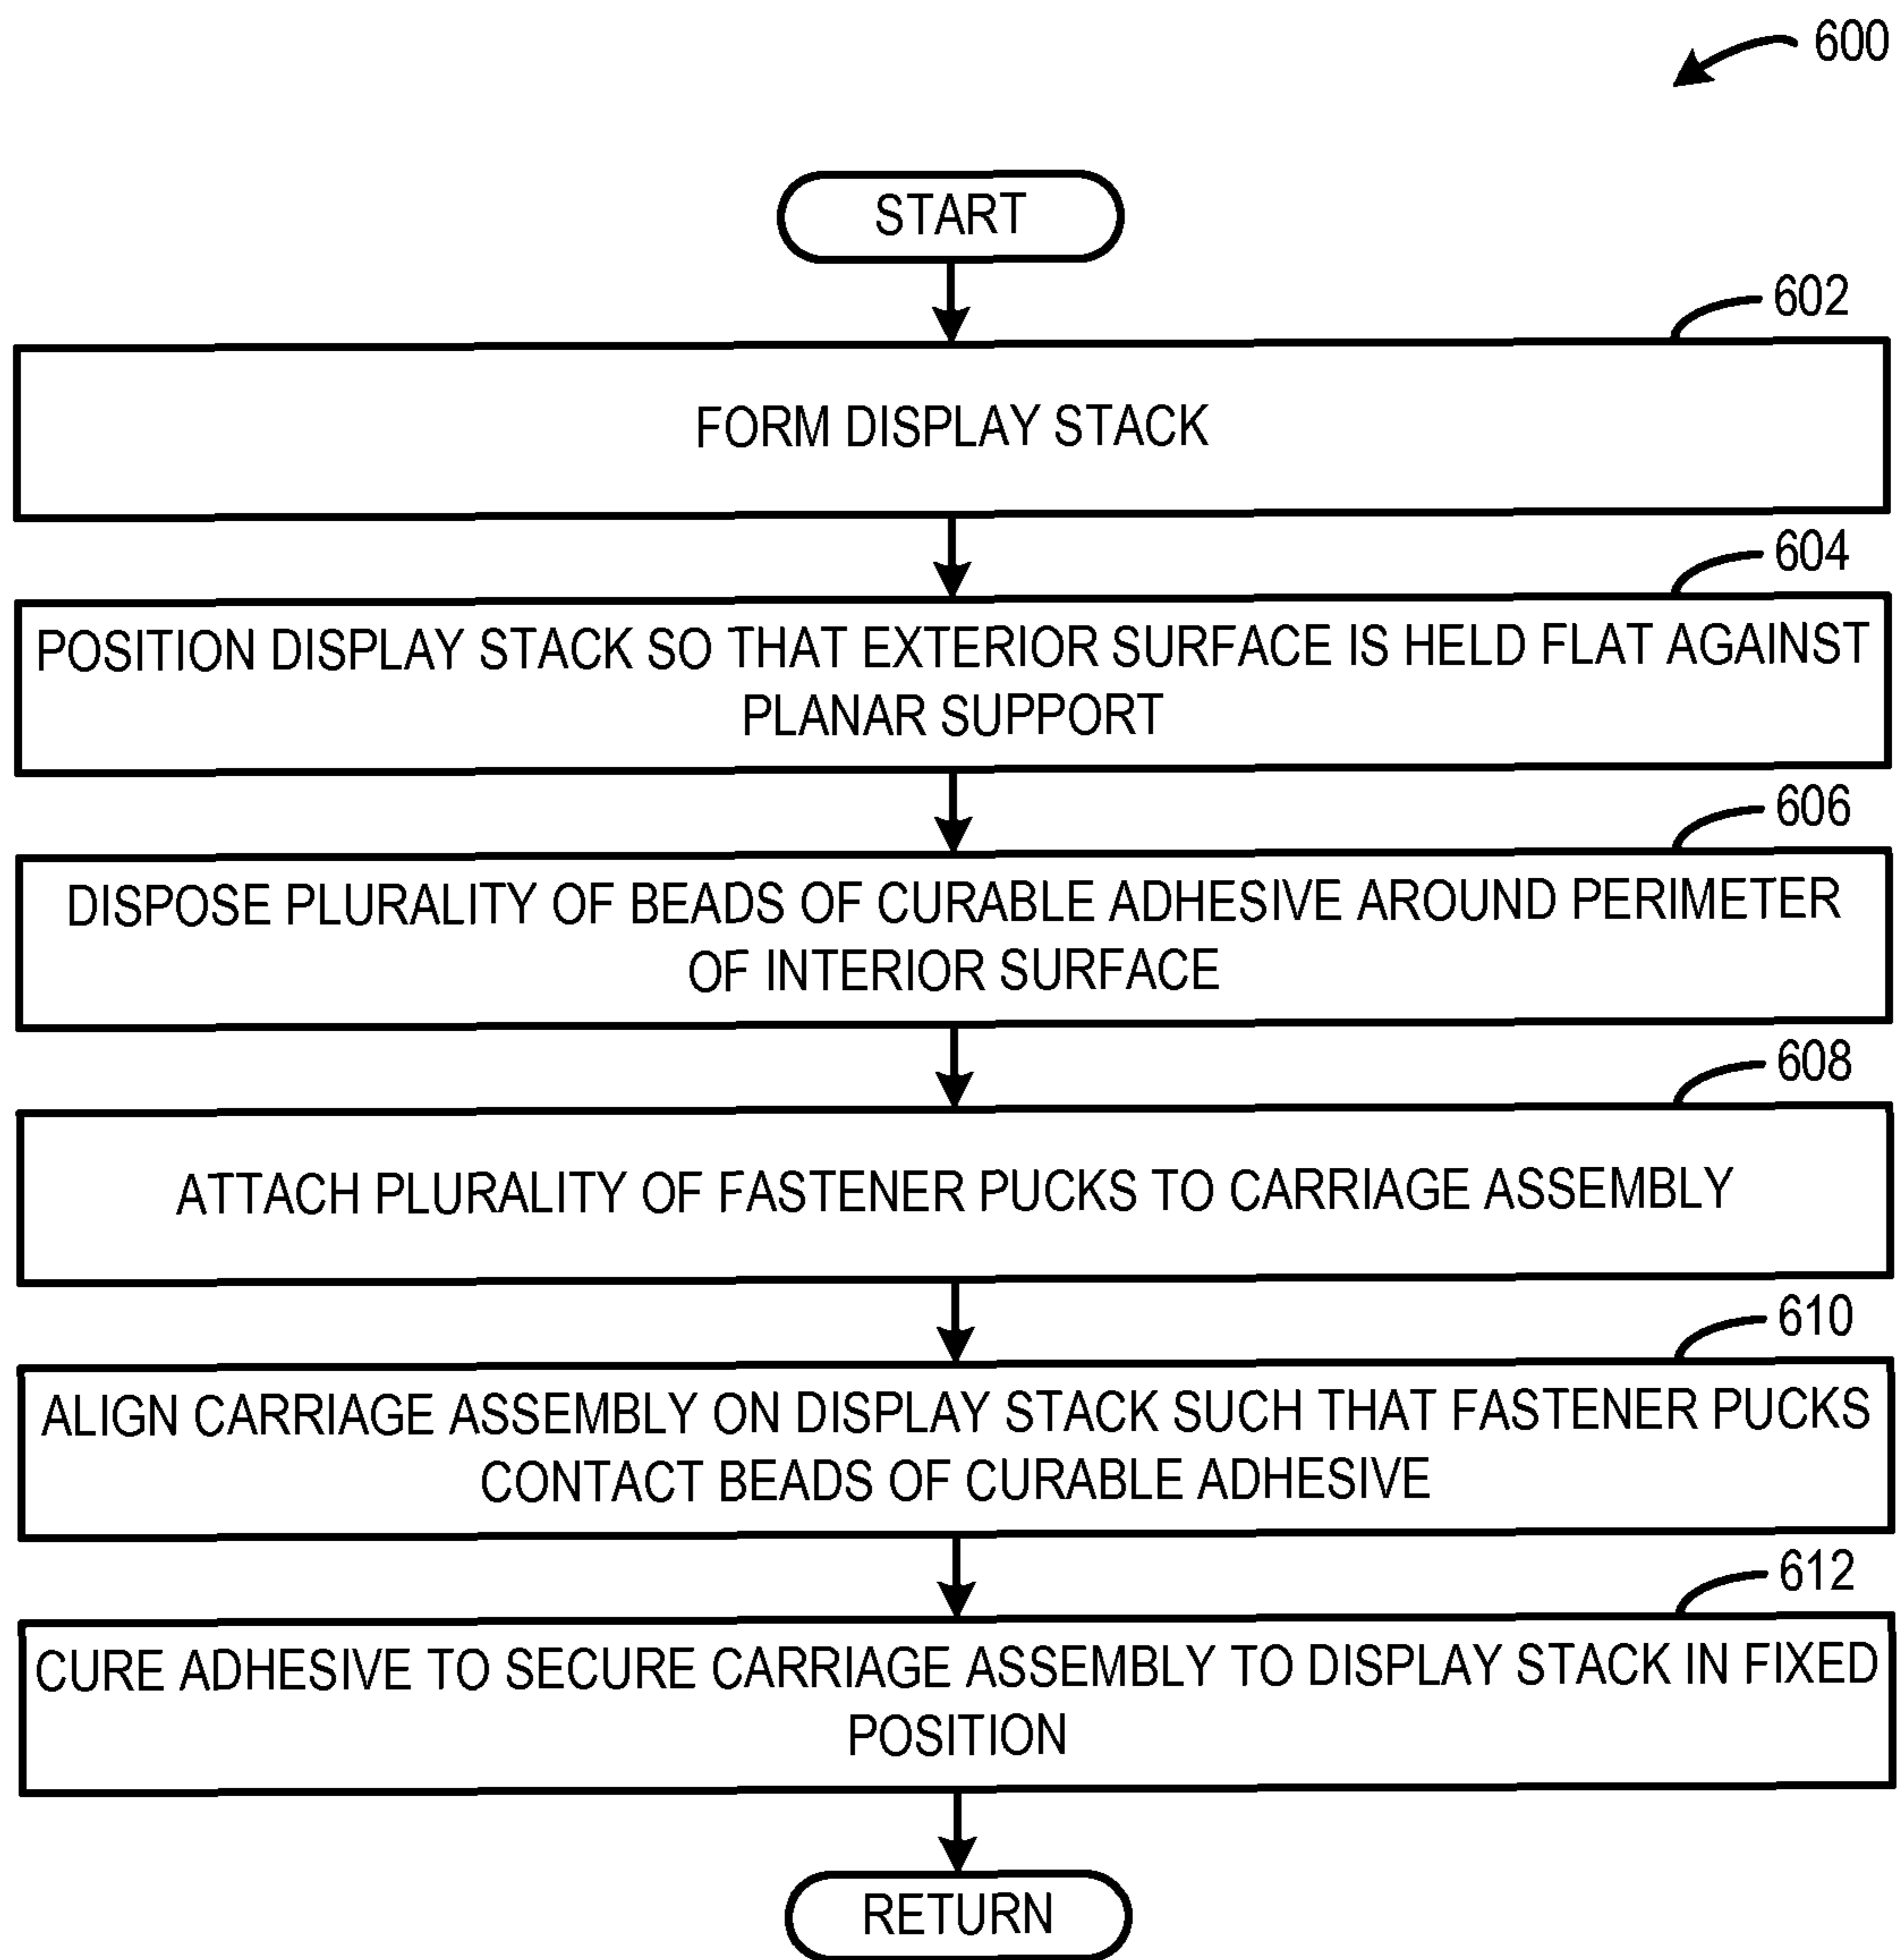 600
START
602
FORM DISPLAY STACK
604
POSITION DISPLAY STACK SO THAT EXTERIOR SURFACE IS HELD FLAT AGAINST
PLANAR SUPPORT
606
DISPOSE PLURALITY OF BEADS OF CURABLE ADHESIVE AROUND PERIMETER
OF INTERIOR SURFACE
608
ATTACH PLURALITY OF FASTENER PUCKS TO CARRIAGE ASSEMBLY
610
ALIGN CARRIAGE ASSEMBLY ON DISPLAY STACK SUCH THAT FASTENER PUCKS
CONTACT BEADS OF CURABLE ADHESIVE
612
CURE ADHESIVE TO SECURE CARRIAGE ASSEMBLY TO DISPLAY STACK IN FIXED
POSITION
RETURN